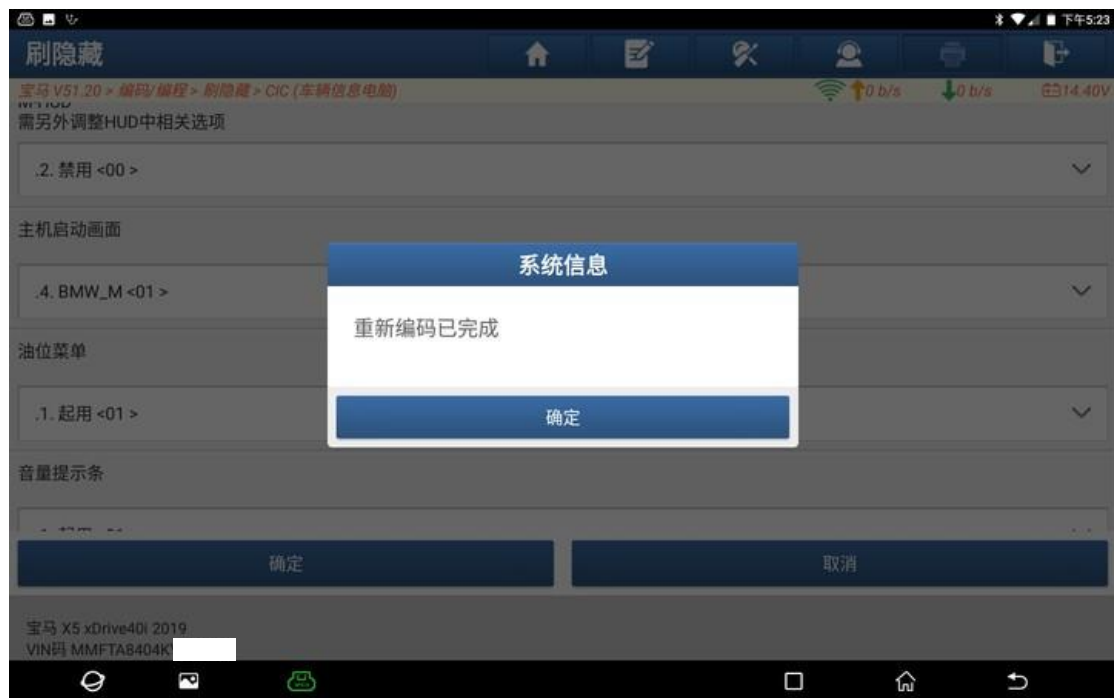 下午5:23
刷隐藏
宝马 V51.20 > 编码/编程 > 刷隐藏 > CIC (车辆信息电脑)
0 b/s
0 b/s
14.40V
M-HUD
需另外调整HUD中相关选项
.2. 禁用 <00 >
主机启动画面
.4. BMW_M <01 >
系统信息
重新编码已完成
油位菜单
.1. 起用 <01 >
确定
音量提示条
确定
取消
宝马 X5 xDrive40i 2019
VIN码 MMFTA8404K